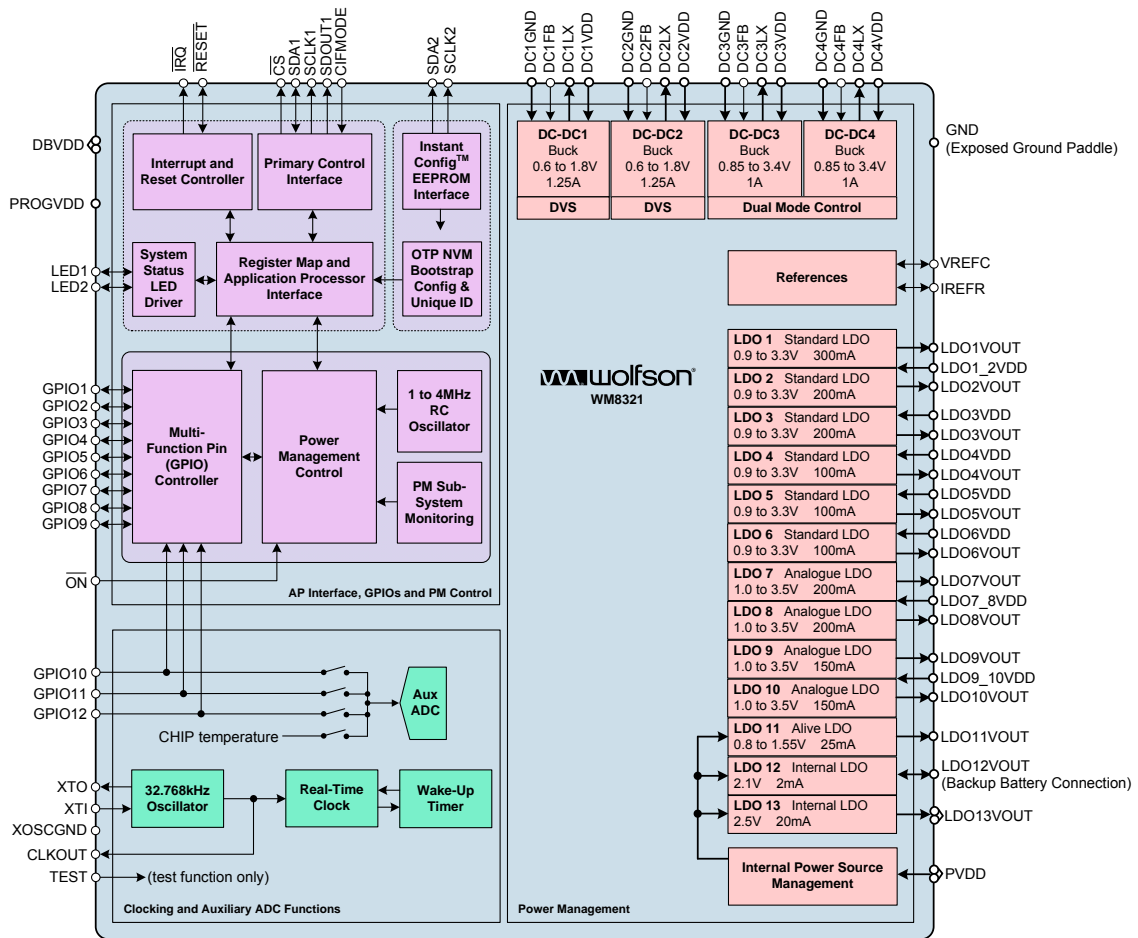 IRQ
RESET
CS
SDA1
SCLK1
SDOUT1
CIFMODE
SDA2
SCLK2
DC1GND
DC1FB
DC1LX
DC1VDD
DC2GND
DC2FB
DC2LX
DC2VDD
DC3GND
DC3FB
DC3LX
DC3VDD
DC4GND
DC4FB
DC4LX
DC4VDD
DBVDD
PROGVDD
LED1
LED2
GPIO1
GPIO2
GPIO3
GPIO4
GPIO5
GPIO6
GPIO7
GPIO8
GPIO9
ON
Interrupt and
Reset Controller
Primary Control
Interface
Instant
Config™
EEPROM
Interface
System
Status
LED
Driver
Register Map and
Application Processor
Interface
OTP NVM
Bootstrap
Config &
Unique ID
Multi-
Function Pin
(GPIO)
Controller
Power
Management
Control
1 to 4MHz
RC
Oscillator
PM Sub-
System
Monitoring
AP Interface, GPIOs and PM Control
GPIO10
GPIO11
GPIO12
CHIP temperature
Aux
ADC
XTO
XTI
XOSCGND
CLKOUT
TEST
32.768kHz
Oscillator
Real-Time
Clock
Wake-Up
Timer
(test function only)
Clocking and Auxiliary ADC Functions
DC-DC1
Buck
0.6 to 1.8V
1.25A
DVS
DC-DC2
Buck
0.6 to 1.8V
1.25A
DVS
DC-DC3
Buck
0.85 to 3.4V
1A
DC-DC4
Buck
0.85 to 3.4V
1A
Dual Mode Control
References
wolfson®
WM8321
LDO 1 Standard LDO
0.9 to 3.3V 300mA
LDO 2 Standard LDO
0.9 to 3.3V 200mA
LDO 3 Standard LDO
0.9 to 3.3V 200mA
LDO 4 Standard LDO
0.9 to 3.3V 100mA
LDO 5 Standard LDO
0.9 to 3.3V 100mA
LDO 6 Standard LDO
0.9 to 3.3V 100mA
LDO 7 Analogue LDO
1.0 to 3.5V 200mA
LDO 8 Analogue LDO
1.0 to 3.5V 200mA
LDO 9 Analogue LDO
1.0 to 3.5V 150mA
LDO 10 Analogue LDO
1.0 to 3.5V 150mA
LDO 11 Alive LDO
0.8 to 1.55V 25mA
LDO 12 Internal LDO
2.1V 2mA
LDO 13 Internal LDO
2.5V 20mA
Internal Power Source
Management
Power Management
GND
(Exposed Ground Paddle)
VREFC
IREFR
LDO1VOUT
LDO1_2VDD
LDO2VOUT
LDO3VDD
LDO3VOUT
LDO4VDD
LDO4VOUT
LDO5VDD
LDO5VOUT
LDO6VDD
LDO6VOUT
LDO7VOUT
LDO7_8VDD
LDO8VOUT
LDO9VOUT
LDO9_10VDD
LDO10VOUT
LDO11VOUT
LDO12VOUT
(Backup Battery Connection)
LDO13VOUT
PVDD